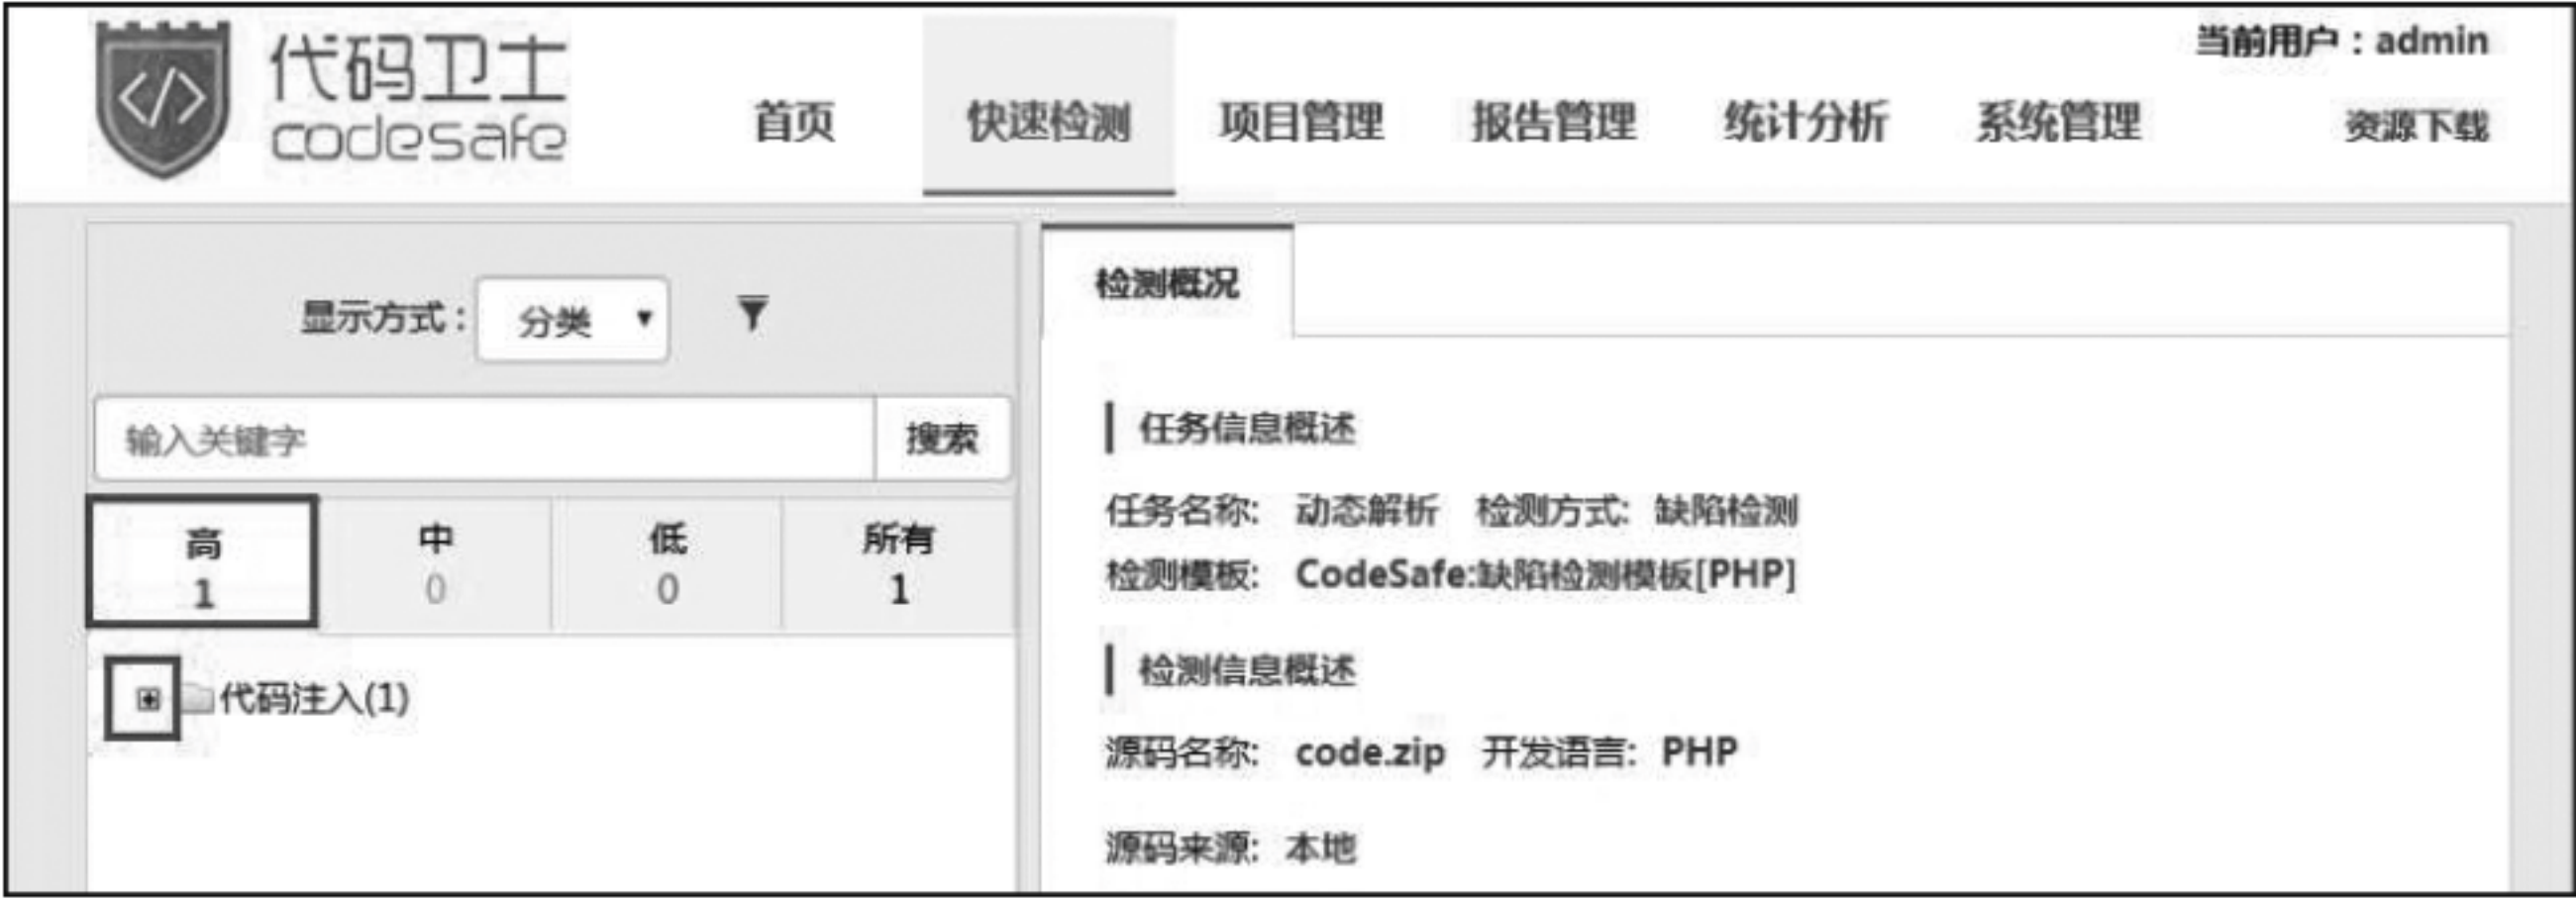 代码卫士
codesafe
当前用户：admin
首页 快速检测 项目管理 报告管理 统计分析 系统管理 资源下载
显示方式： 分类
输入关键字 搜索
高 中 低 所有
1 0 0 1
代码注入(1)
检测概况
任务信息概述
任务名称: 动态解析 检测方式: 缺陷检测
检测模板: CodeSafe:缺陷检测模板[PHP]
检测信息概述
源码名称: code.zip 开发语言: PHP
源码来源: 本地